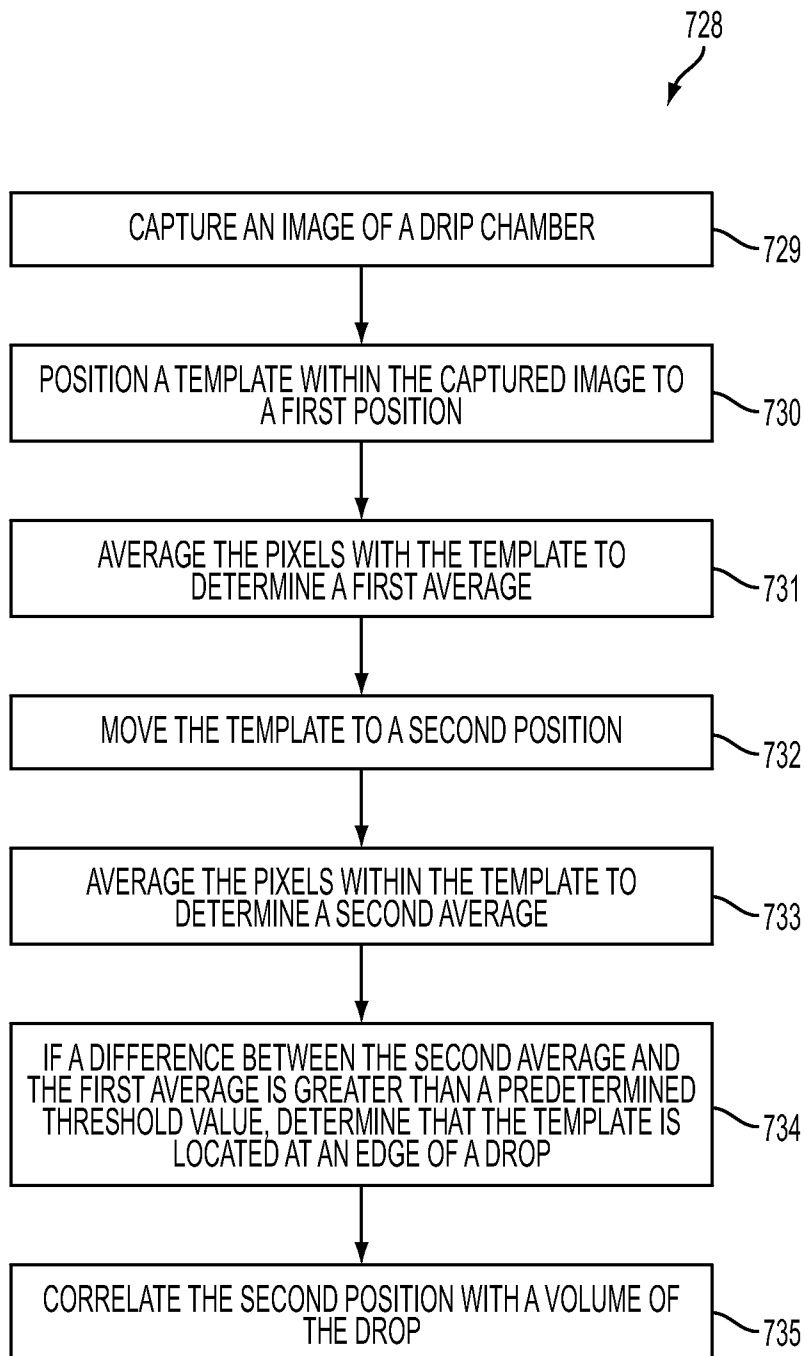 728
CAPTURE AN IMAGE OF A DRIP CHAMBER
729
POSITION A TEMPLATE WITHIN THE CAPTURED IMAGE TO
A FIRST POSITION
730
AVERAGE THE PIXELS WITH THE TEMPLATE TO
DETERMINE A FIRST AVERAGE
731
MOVE THE TEMPLATE TO A SECOND POSITION
732
AVERAGE THE PIXELS WITHIN THE TEMPLATE TO
DETERMINE A SECOND AVERAGE
733
IF A DIFFERENCE BETWEEN THE SECOND AVERAGE AND
THE FIRST AVERAGE IS GREATER THAN A PREDETERMINED
THRESHOLD VALUE, DETERMINE THAT THE TEMPLATE IS
LOCATED AT AN EDGE OF A DROP
734
CORRELATE THE SECOND POSITION WITH A VOLUME OF
THE DROP
735